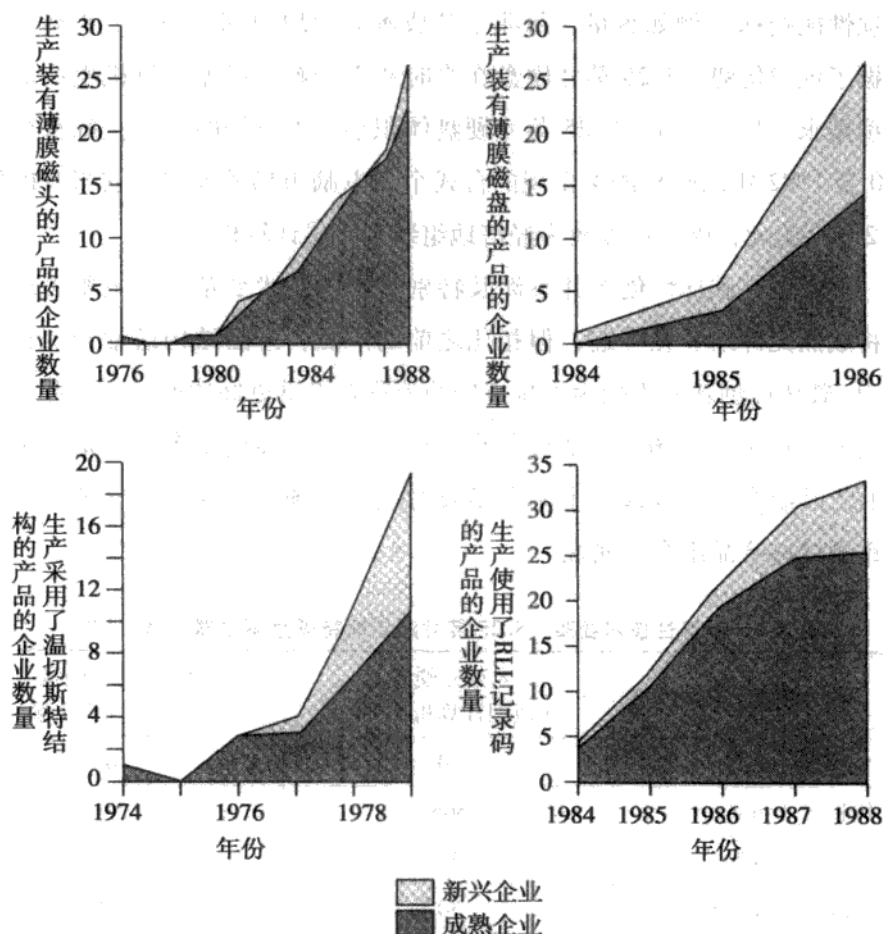 生产装有薄膜磁头的产品的企业数量
30
25
20
15
10
5
0
1976 1980 1984 1988
年份
生产装有薄膜磁盘的产品的企业数量
30
25
20
15
10
5
0
1984 1985 1986
年份
生产采用了温切斯特结
构的产品的企业数量
20
16
12
8
4
0
1974 1976 1978
年份
生产使用了RLL记录码
的产品的企业数量
35
30
25
20
15
10
5
0
1984 1985 1986 1987 1988
年份
新兴企业
成熟企业